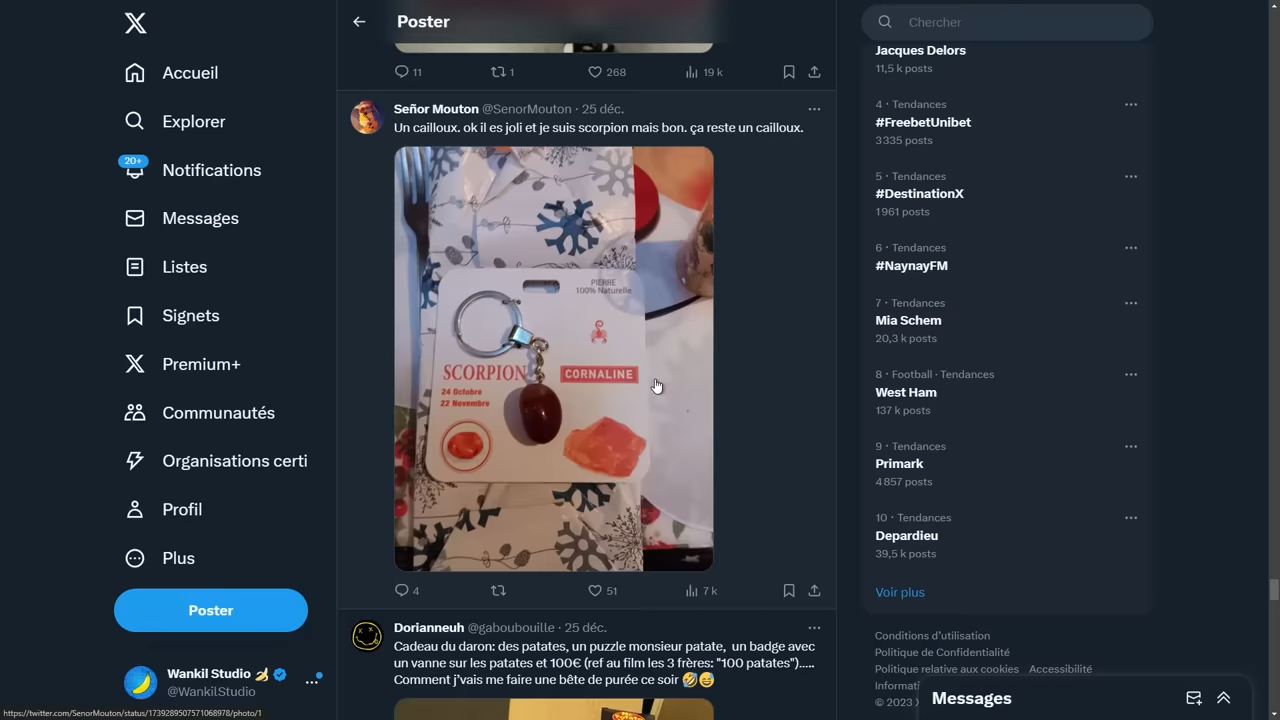 Accueil
Explorer
20+
Notifications
Messages
Listes
Signets
Premium+
Communautés
Organisations certi
Profil
Plus
Poster
Wankil Studio
@WankilStudio
https://twitter.com/SenorMouton/status/1739289507571068978/photo/1
Poster
11
1
268
19 k
Señor Mouton @SenorMouton · 25 déc.
Un cailloux. ok il es joli et je suis scorpion mais bon. ça reste un cailloux.
PIERRE
100% Naturelle
SCORPION
CORNALINE
24 Octobre
22 Novembre
4
51
7 k
Dorianneuh @gaboubouille · 25 déc.
Cadeau du daron: des patates, un puzzle monsieur patate, un badge avec
un vanne sur les patates et 100€ (ref au film les 3 frères: "100 patates").....
Comment j'vais me faire une bête de purée ce soir 🤣😅
Chercher
Jacques Delors
11,5 k posts
4 · Tendances
#FreebetUnibet
3 335 posts
5 · Tendances
#DestinationX
1 961 posts
6 · Tendances
#NaynayFM
7 · Tendances
Mia Schem
20,3 k posts
8 · Football · Tendances
West Ham
137 k posts
9 · Tendances
Primark
4 857 posts
10 · Tendances
Depardieu
39,5 k posts
Voir plus
Conditions d'utilisation
Politique de Confidentialité
Politique relative aux cookies Accessibilité
Informati
© 2023 X
Messages